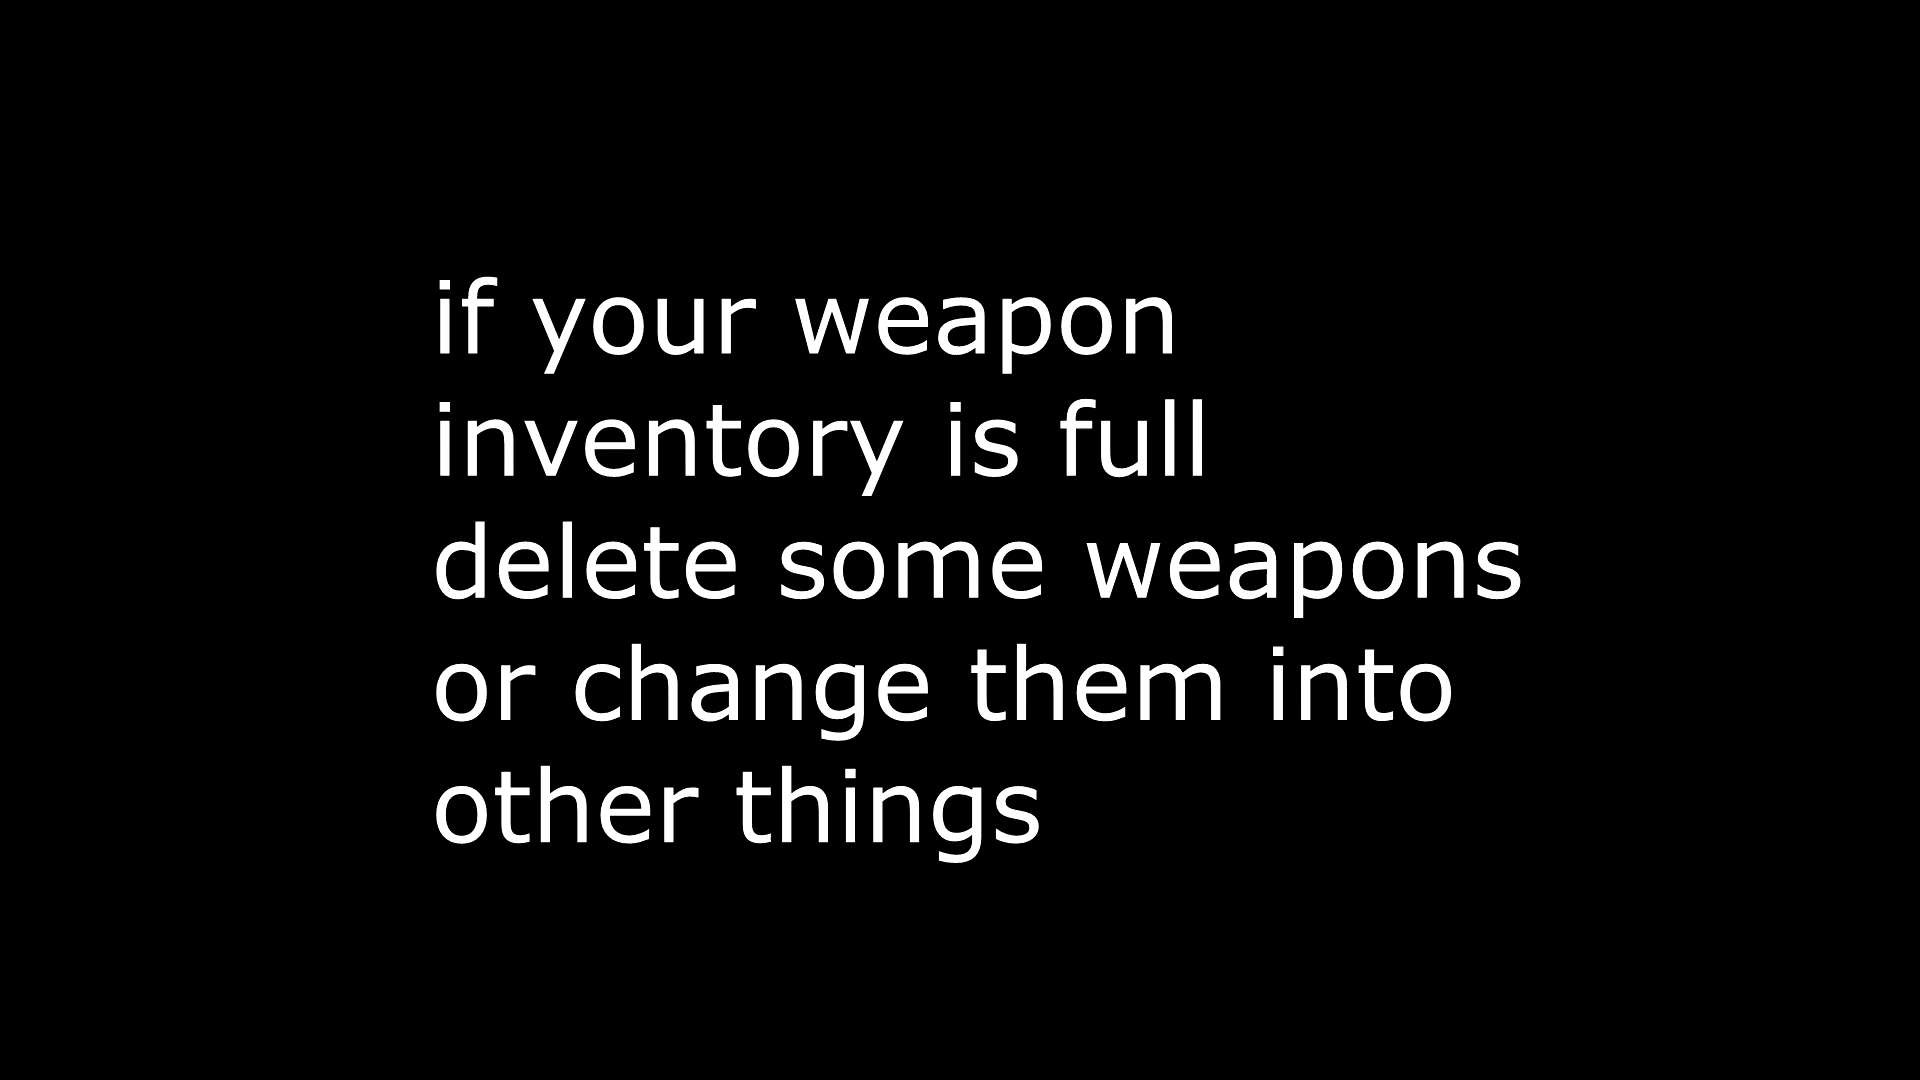 if your weapon
inventory is full
delete some weapons
or change them into
other things